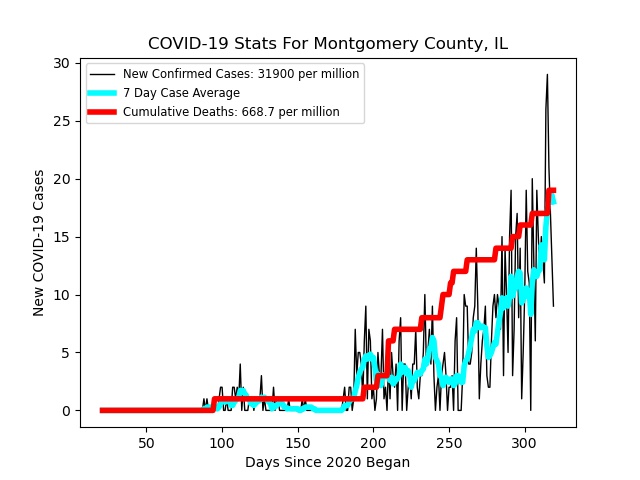 COVID-19 Stats For Montgomery County, IL
New Confirmed Cases: 31900 per million
7 Day Case Average
Cumulative Deaths: 668.7 per million
New COVID-19 Cases
30
25
20
15
10
5
0
50 100 150 200 250 300
Days Since 2020 Began